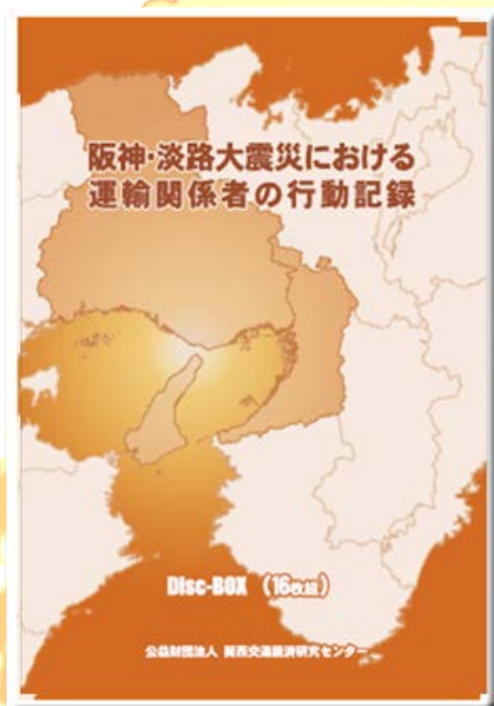 阪神・淡路大震災における
運輸関係者の行動記録
Disc-BOX （16枚組）
公益財団法人 関西交通経済研究センター